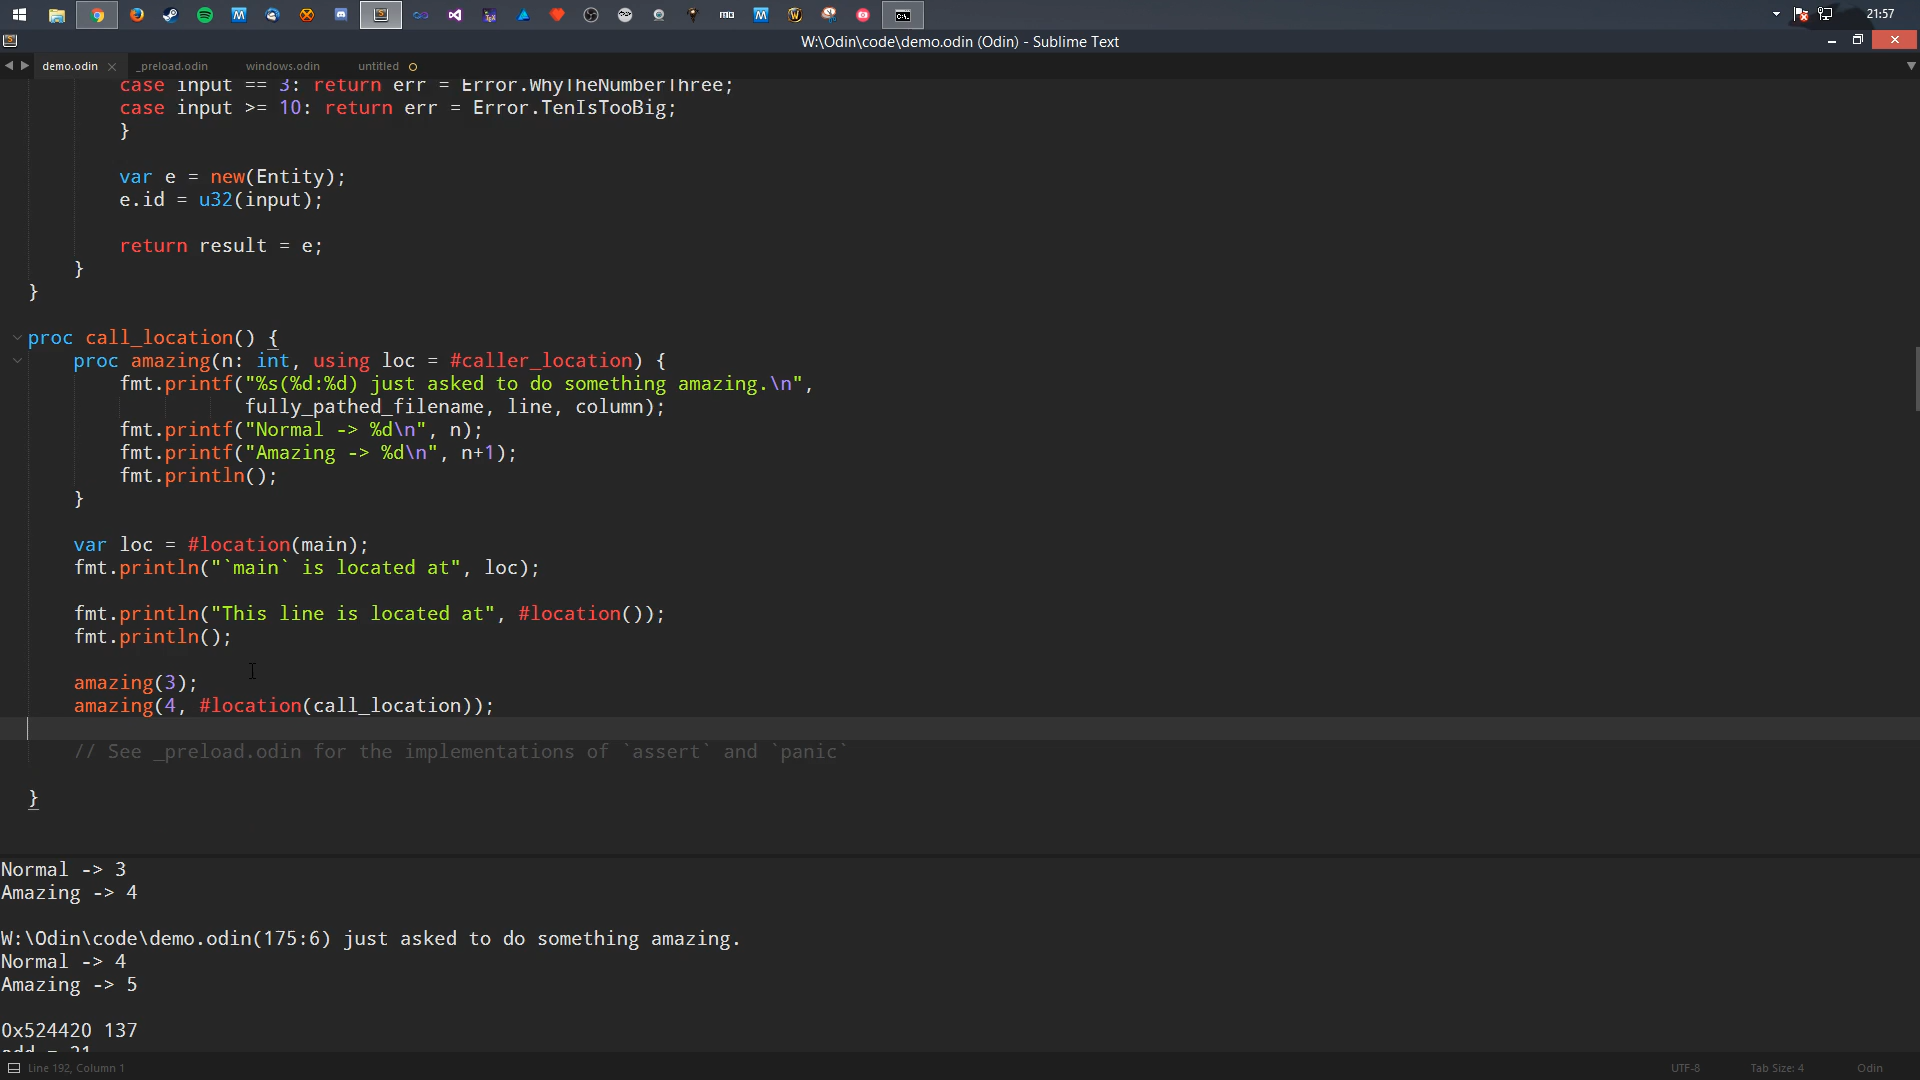 21:57
W:\Odin\code\demo.odin (Odin) - Sublime Text
demo.odin _preload.odin windows.odin untitled
case input == 3: return err = Error.WhyTheNumberThree;
case input >= 10: return err = Error.TenIsTooBig;
}
var e = new(Entity);
e.id = u32(input);
return result = e;
}
}
proc call_location() {
proc amazing(n: int, using loc = #caller_location) {
fmt.printf("%s(%d:%d) just asked to do something amazing.\n",
fully_pathed_filename, line, column);
fmt.printf("Normal -> %d\n", n);
fmt.printf("Amazing -> %d\n", n+1);
fmt.println();
}
var loc = #location(main);
fmt.println("`main` is located at", loc);
fmt.println("This line is located at", #location());
fmt.println();
amazing(3);
amazing(4, #location(call_location));
// See _preload.odin for the implementations of `assert` and `panic`
}
Normal -> 3
Amazing -> 4
W:\Odin\code\demo.odin(175:6) just asked to do something amazing.
Normal -> 4
Amazing -> 5
0x524420 137
Line 192, Column 1 UTF-8 Tab Size: 4 Odin